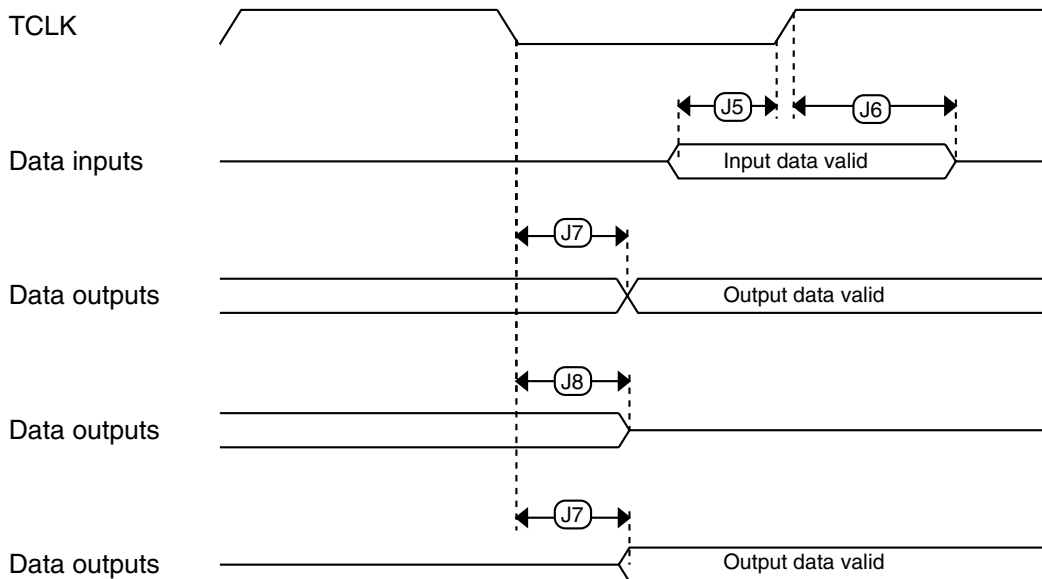 TCLK
J5
J6
Data inputs
Input data valid
J7
Data outputs
Output data valid
J8
Data outputs
J7
Data outputs
Output data valid